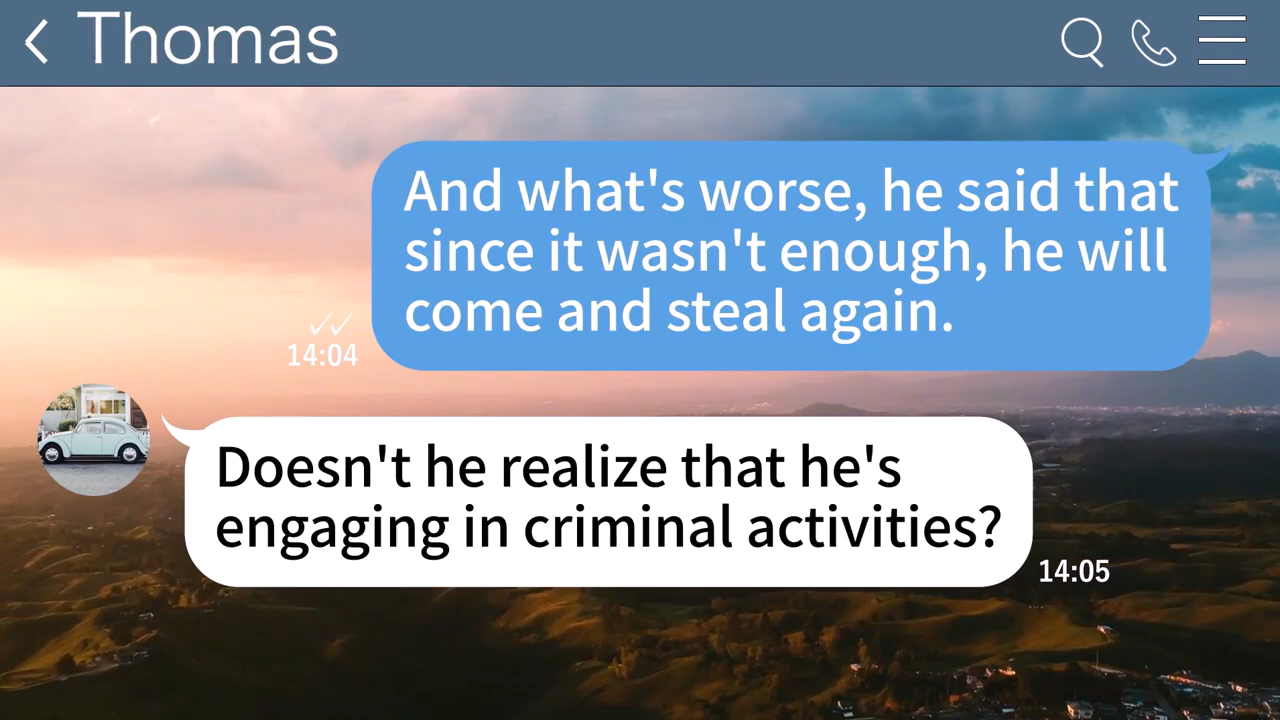 Thomas
And what's worse, he said that
since it wasn't enough, he will
come and steal again.
14:04
Doesn't he realize that he's
engaging in criminal activities?
14:05